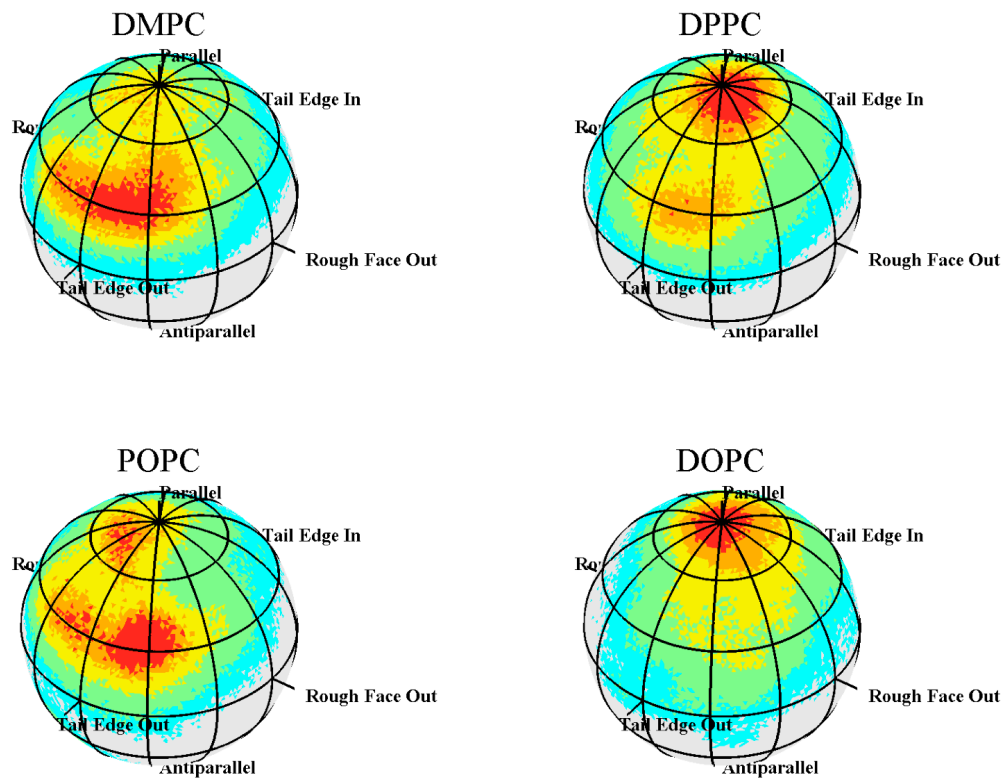 DMPC
DPPC
Parallel
Parallel
Tail Edge In
Tail Edge In
Rough Face Out
Rough Face Out
Tail Edge Out
Tail Edge Out
Antiparallel
Antiparallel
POPC
DOPC
Parallel
Parallel
Tail Edge In
Tail Edge In
Rough Face Out
Rough Face Out
Tail Edge Out
Tail Edge Out
Antiparallel
Antiparallel